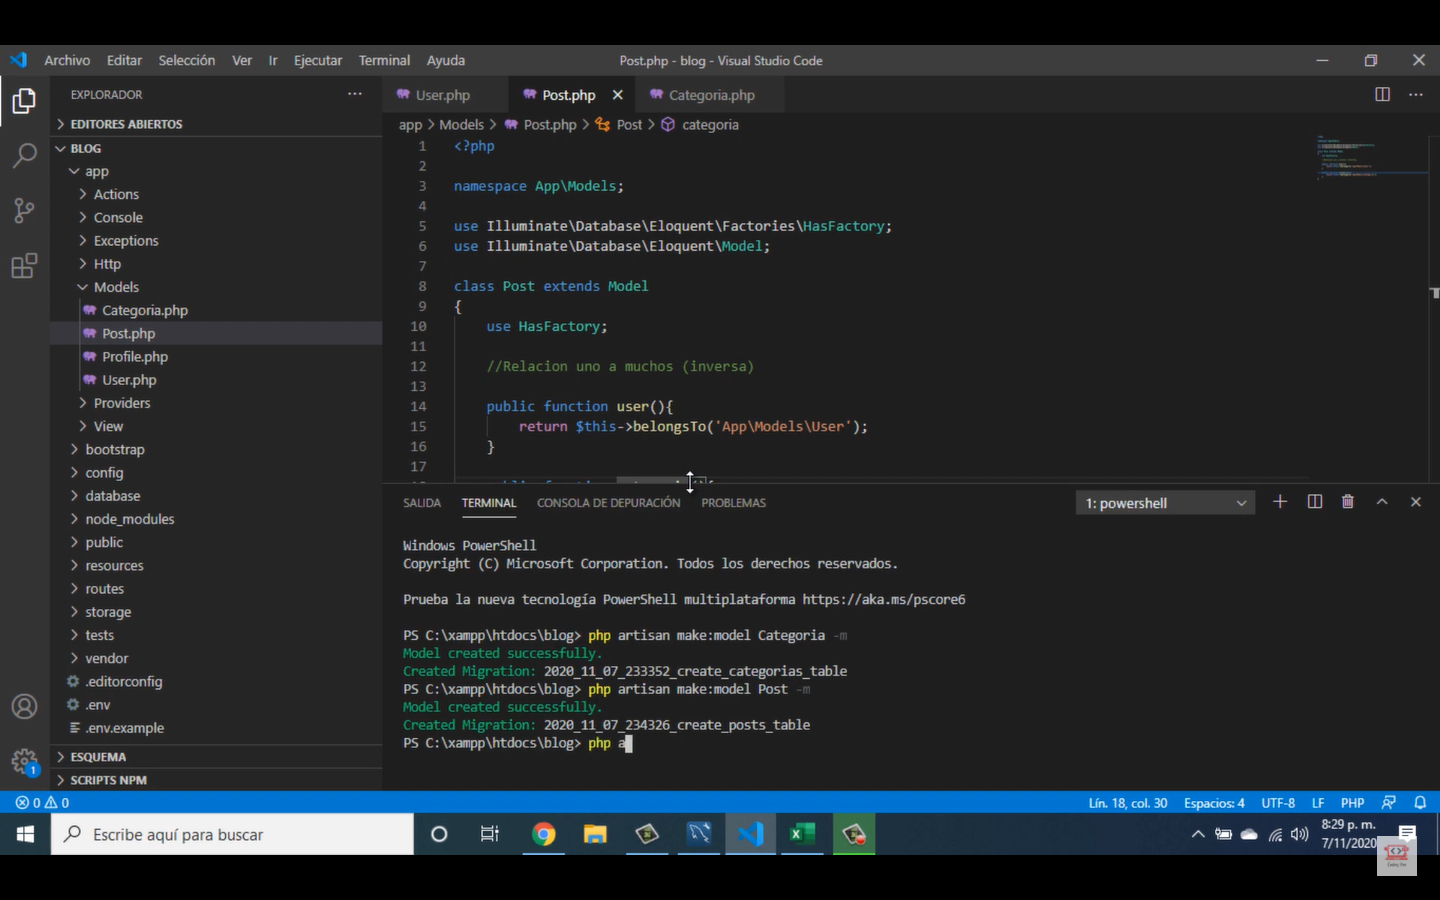 Archivo Editar Selección Ver Ir Ejecutar Terminal Ayuda Post.php - blog - Visual Studio Code
EXPLORADOR
EDITORES ABIERTOS
BLOG
app
Actions
Console
Exceptions
Http
Models
Categoria.php
Post.php
Profile.php
User.php
Providers
View
bootstrap
config
database
node_modules
public
resources
routes
storage
tests
vendor
.editorconfig
.env
.env.example
ESQUEMA
SCRIPTS NPM
User.php Post.php Categoria.php
app > Models > Post.php > Post > categoria
1 <?php
2
3 namespace App\Models;
4
5 use Illuminate\Database\Eloquent\Factories\HasFactory;
6 use Illuminate\Database\Eloquent\Model;
7
8 class Post extends Model
9 {
10 use HasFactory;
11
12 //Relacion uno a muchos (inversa)
13
14 public function user(){
15 return $this->belongsTo('App\Models\User');
16 }
17
SALIDA TERMINAL CONSOLA DE DEPURACIÓN PROBLEMAS 1: powershell
Windows PowerShell
Copyright (C) Microsoft Corporation. Todos los derechos reservados.
Prueba la nueva tecnología PowerShell multiplataforma https://aka.ms/pscore6
PS C:\xampp\htdocs\blog> php artisan make:model Categoria -m
Model created successfully.
Created Migration: 2020_11_07_233352_create_categorias_table
PS C:\xampp\htdocs\blog> php artisan make:model Post -m
Model created successfully.
Created Migration: 2020_11_07_234326_create_posts_table
PS C:\xampp\htdocs\blog> php a
1
0 0 Lín. 18, col. 30 Espacios: 4 UTF-8 LF PHP
Escribe aquí para buscar
8:29 p. m.
7/11/2020